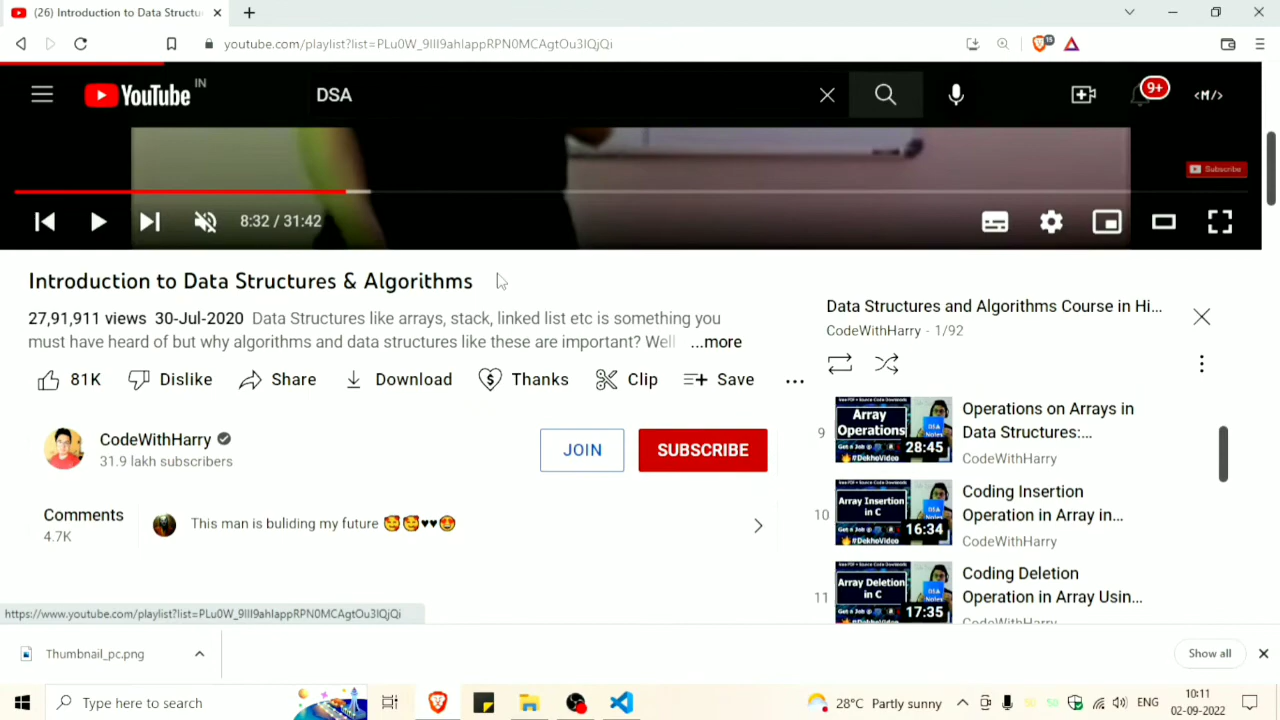 (26) Introduction to Data Structu
youtube.com/playlist?list=PLu0W_9lII9ahIappRPN0MCAgtOu3lQjQi
15
YouTube IN
DSA
9+
<M/>
Subscribe
8:32 / 31:42
Introduction to Data Structures & Algorithms
27,91,911 views 30-Jul-2020 Data Structures like arrays, stack, linked list etc is something you
must have heard of but why algorithms and data structures like these are important? Well ...more
81K Dislike Share Download Thanks Clip Save
CodeWithHarry
31.9 lakh subscribers
JOIN
SUBSCRIBE
Comments
4.7K
This man is buliding my future 🥰🥰♥♥😍
Data Structures and Algorithms Course in Hi...
CodeWithHarry - 1/92
9
Array
Operations
28:45
#DekhoVideo
Operations on Arrays in
Data Structures:...
CodeWithHarry
10
Array Insertion
in C
16:34
#DekhoVideo
Coding Insertion
Operation in Array in...
CodeWithHarry
11
Array Deletion
in C
17:35
Coding Deletion
Operation in Array Usin...
CodeWithHarry
https://www.youtube.com/playlist?list=PLu0W_9lII9ahIappRPN0MCAgtOu3lQjQi
Thumbnail_pc.png
Show all
Type here to search
28°C Partly sunny
ENG
10:11
02-09-2022